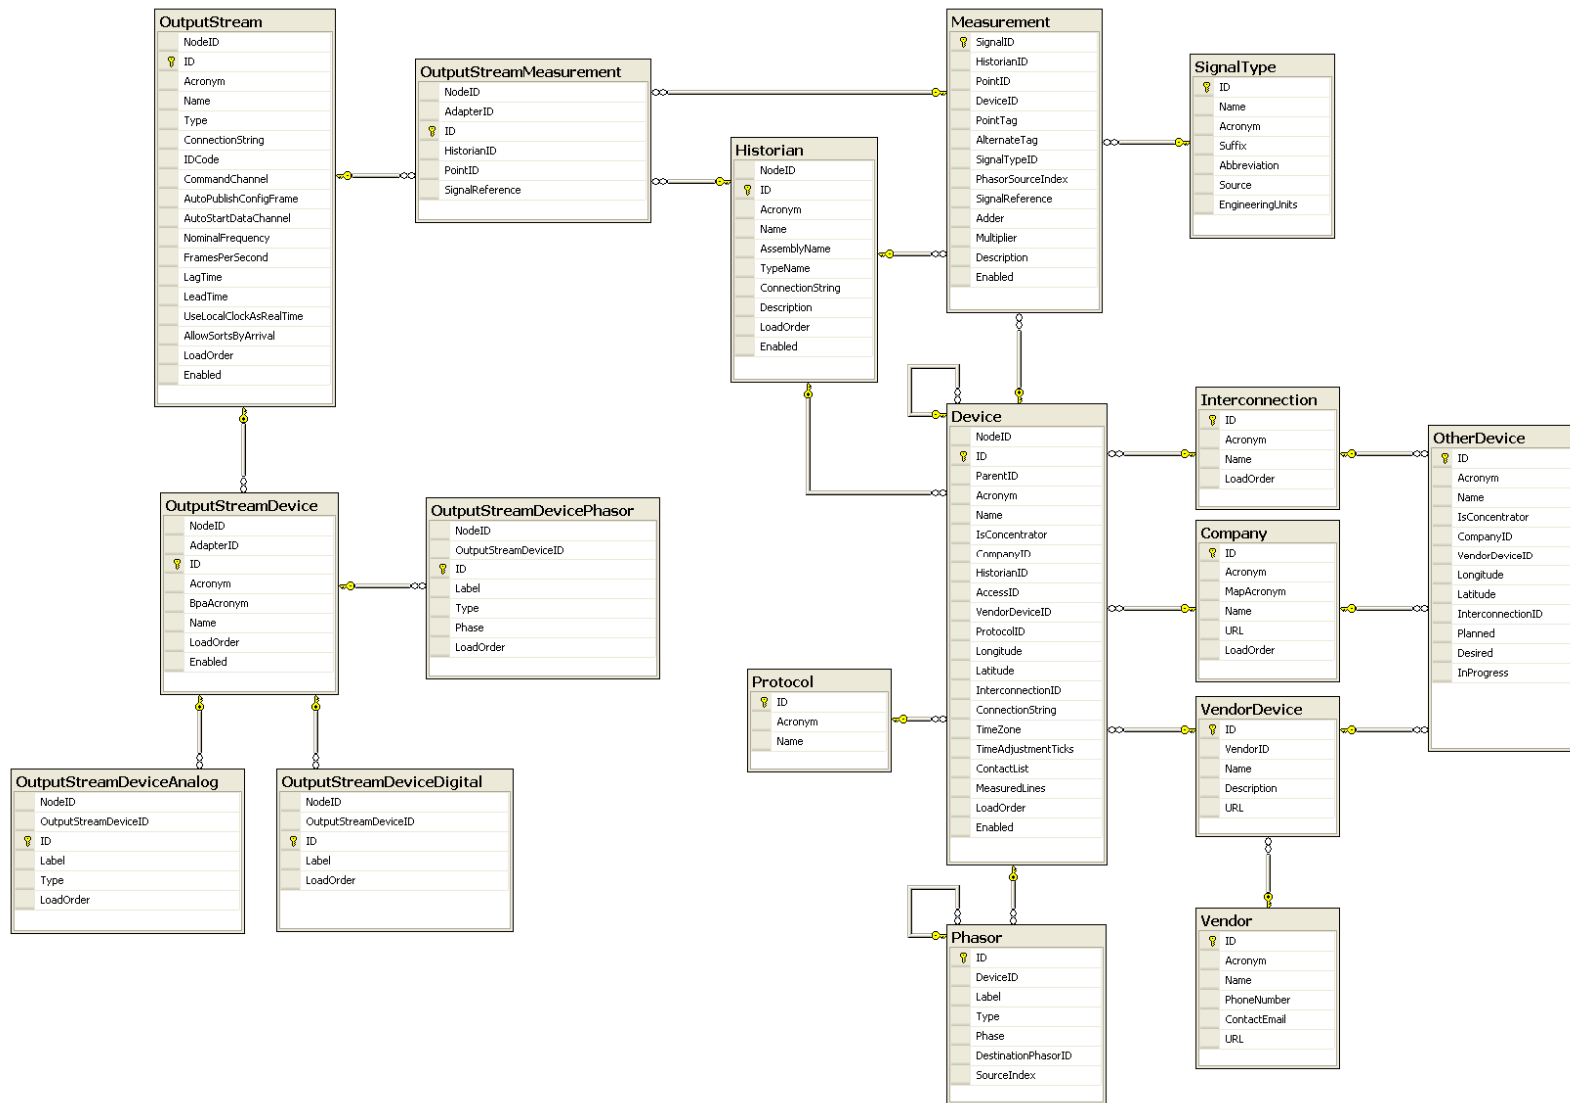 OutputStream
NodeID
ID
Acronym
Name
Type
ConnectionString
IDCode
CommandChannel
AutoPublishConfigFrame
AutoStartDataChannel
NominalFrequency
FramesPerSecond
LagTime
LeadTime
UseLocalClockAsRealTime
AllowSortsByArrival
LoadOrder
Enabled
OutputStreamMeasurement
NodeID
AdapterID
ID
HistorianID
PointID
SignalReference
Historian
NodeID
ID
Acronym
Name
AssemblyName
TypeName
ConnectionString
Description
LoadOrder
Enabled
Measurement
SignalID
HistorianID
PointID
DeviceID
PointTag
AlternateTag
SignalTypeID
PhasorSourceIndex
SignalReference
Adder
Multiplier
Description
Enabled
SignalType
ID
Name
Acronym
Suffix
Abbreviation
Source
EngineeringUnits
OutputStreamDevice
NodeID
AdapterID
ID
Acronym
BpaAcronym
Name
LoadOrder
Enabled
OutputStreamDevicePhasor
NodeID
OutputStreamDeviceID
ID
Label
Type
Phase
LoadOrder
Device
NodeID
ID
ParentID
Acronym
Name
IsConcentrator
CompanyID
HistorianID
AccessID
VendorDeviceID
ProtocolID
Longitude
Latitude
InterconnectionID
ConnectionString
TimeZone
TimeAdjustmentTicks
ContactList
MeasuredLines
LoadOrder
Enabled
Interconnection
ID
Acronym
Name
LoadOrder
OtherDevice
ID
Acronym
Name
IsConcentrator
CompanyID
VendorDeviceID
Longitude
Latitude
InterconnectionID
Planned
Desired
InProgress
Company
ID
Acronym
MapAcronym
Name
URL
LoadOrder
Protocol
ID
Acronym
Name
VendorDevice
ID
VendorID
Name
Description
URL
OutputStreamDeviceAnalog
NodeID
OutputStreamDeviceID
ID
Label
Type
LoadOrder
OutputStreamDeviceDigital
NodeID
OutputStreamDeviceID
ID
Label
LoadOrder
Phasor
ID
DeviceID
Label
Type
Phase
DestinationPhasorID
SourceIndex
Vendor
ID
Acronym
Name
PhoneNumber
ContactEmail
URL